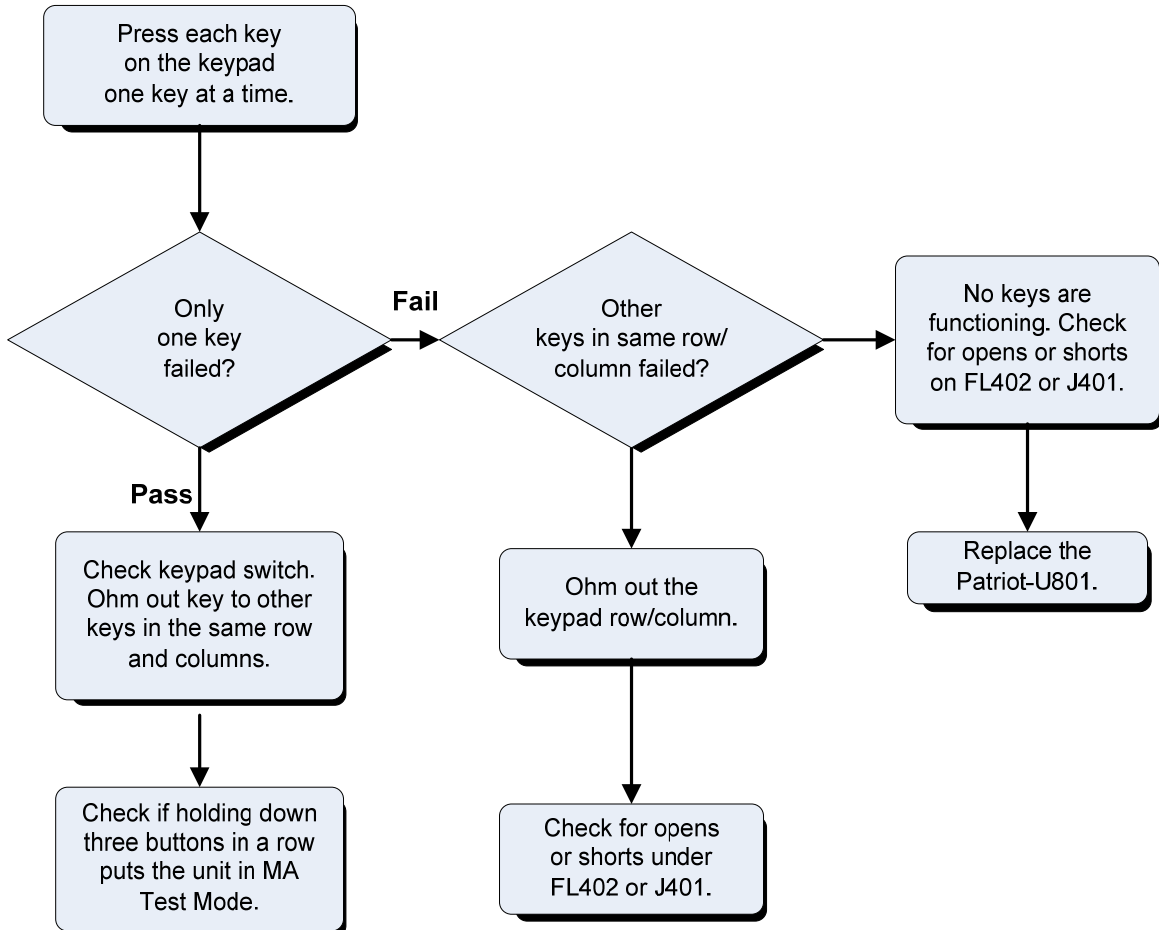 Press each key
on the keypad
one key at a time.
Only
one key
failed?
Fail
Other
keys in same row/
column failed?
No keys are
functioning. Check
for opens or shorts
on FL402 or J401.
Pass
Check keypad switch.
Ohm out key to other
keys in the same row
and columns.
Ohm out the
keypad row/column.
Replace the
Patriot-U801.
Check if holding down
three buttons in a row
puts the unit in MA
Test Mode.
Check for opens
or shorts under
FL402 or J401.